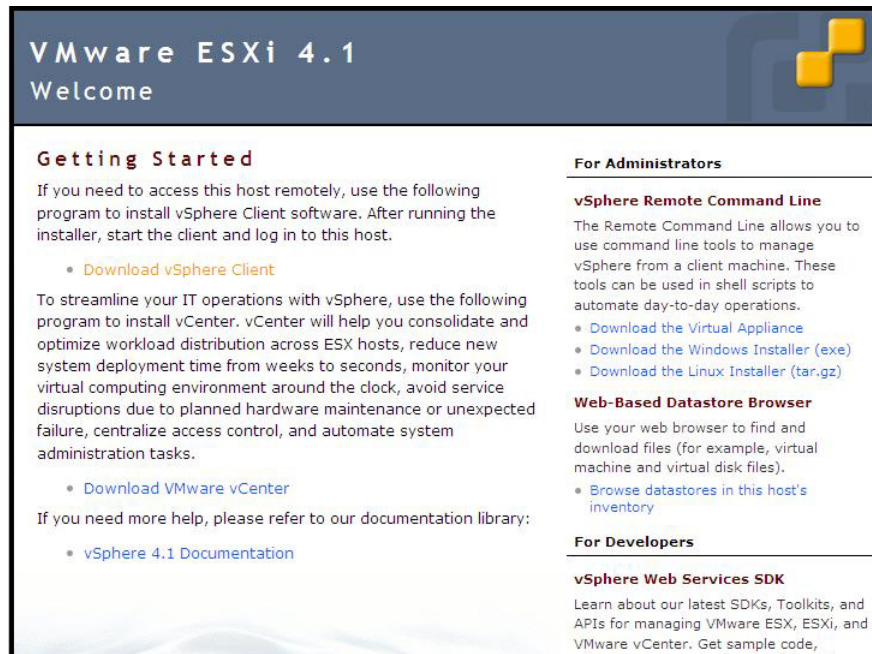 VMware ESXi 4.1
Welcome
Getting Started
If you need to access this host remotely, use the following
program to install vSphere Client software. After running the
installer, start the client and log in to this host.
Download vSphere Client
To streamline your IT operations with vSphere, use the following
program to install vCenter. vCenter will help you consolidate and
optimize workload distribution across ESX hosts, reduce new
system deployment time from weeks to seconds, monitor your
virtual computing environment around the clock, avoid service
disruptions due to planned hardware maintenance or unexpected
failure, centralize access control, and automate system
administration tasks.
Download VMware vCenter
If you need more help, please refer to our documentation library:
vSphere 4.1 Documentation
For Administrators
vSphere Remote Command Line
The Remote Command Line allows you to
use command line tools to manage
vSphere from a client machine. These
tools can be used in shell scripts to
automate day-to-day operations.
Download the Virtual Appliance
Download the Windows Installer (exe)
Download the Linux Installer (tar.gz)
Web-Based Datastore Browser
Use your web browser to find and
download files (for example, virtual
machine and virtual disk files).
Browse datastores in this host's
inventory
For Developers
vSphere Web Services SDK
Learn about our latest SDKs, Toolkits, and
APIs for managing VMware ESX, ESXi, and
VMware vCenter. Get sample code,